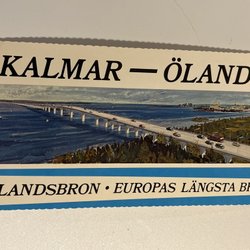 KALMAR — ÖLAND
LANDSBRON · EUROPAS LÄNGSTA